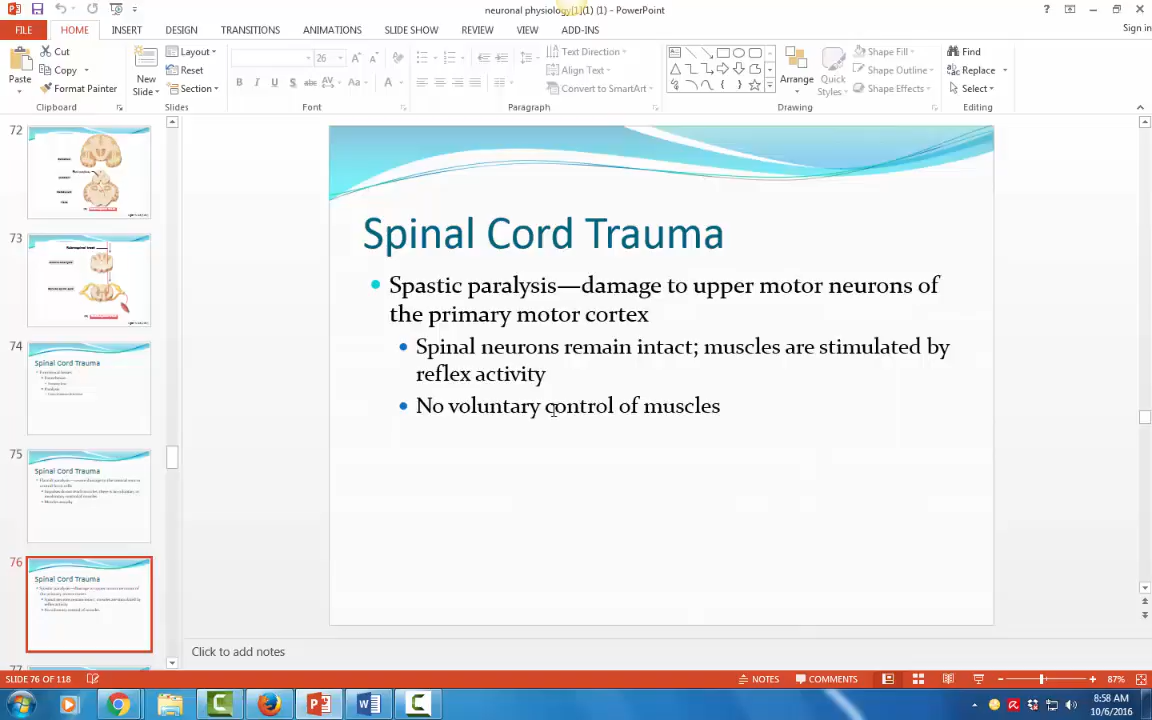 neuronal physiology[1](1) (1) - PowerPoint
Sign in
FILE HOME INSERT DESIGN TRANSITIONS ANIMATIONS SLIDE SHOW REVIEW VIEW ADD-INS
Paste
Cut
Copy
Format Painter
Clipboard
New
Slide
Layout
Reset
Section
Slides
26
B I U S abc AV Aa A
Font
Text Direction
Align Text
Convert to SmartArt
Paragraph
Arrange
Quick
Styles
Shape Fill
Shape Outline
Shape Effects
Drawing
Find
Replace
Select
Editing
72
73
74
Spinal Cord Trauma
75
Spinal Cord Trauma
76
Spinal Cord Trauma
77
Spinal Cord Trauma
Spastic paralysis—damage to upper motor neurons of
the primary motor cortex
Spinal neurons remain intact; muscles are stimulated by
reflex activity
No voluntary control of muscles
Click to add notes
SLIDE 76 OF 118
NOTES
COMMENTS
87%
8:58 AM
10/6/2016